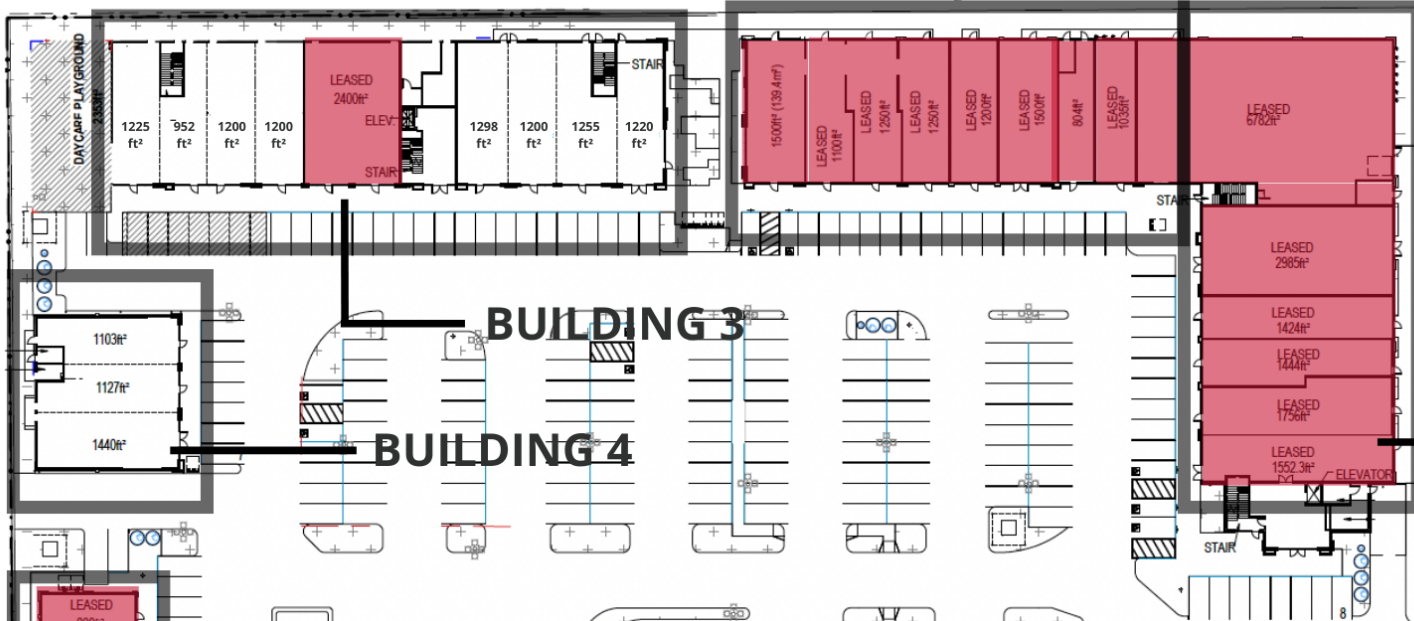 DAYCARE PLAYGROUND
2353ft²
1225
ft²
952
ft²
1200
ft²
1200
ft²
LEASED
2400ft²
ELEV.
STAIR
1298
ft²
1200
ft²
1255
ft²
1220
ft²
STAIR
1500ft² (139.4m²)
LEASED
1100ft²
LEASED
1250ft²
LEASED
1250ft²
LEASED
1200ft²
LEASED
1500ft²
804ft²
LEASED
1035ft²
LEASED
6782ft²
STAIR
LEASED
2985ft²
LEASED
1424ft²
LEASED
1444ft²
LEASED
1756ft²
LEASED
1552.3ft²
ELEVATOR
STAIR
BUILDING 3
1103ft²
1127ft²
1440ft²
BUILDING 4
LEASED
8